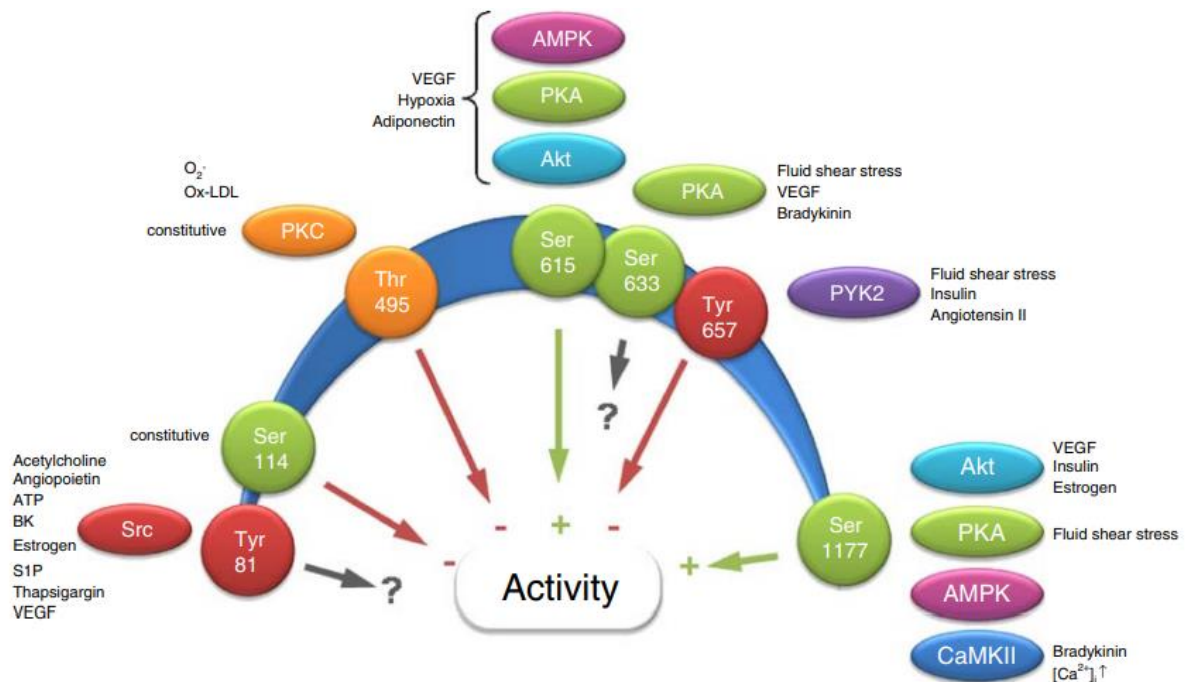 AMPK
VEGF
Hypoxia
Adiponectin
PKA
Akt
O₂⁻
Ox-LDL
constitutive
PKC
PKA
Fluid shear stress
VEGF
Bradykinin
Thr
495
Ser
615
Ser
633
Tyr
657
PYK2
Fluid shear stress
Insulin
Angiotensin II
?
constitutive
Ser
114
Acetylcholine
Angiopoietin
ATP
BK
Estrogen
S1P
Thapsigargin
VEGF
Src
Tyr
81
?
-
-
+
-
+
Activity
Ser
1177
Akt
VEGF
Insulin
Estrogen
PKA
Fluid shear stress
AMPK
CaMKII
Bradykinin
[Ca²⁺]ᵢ↑